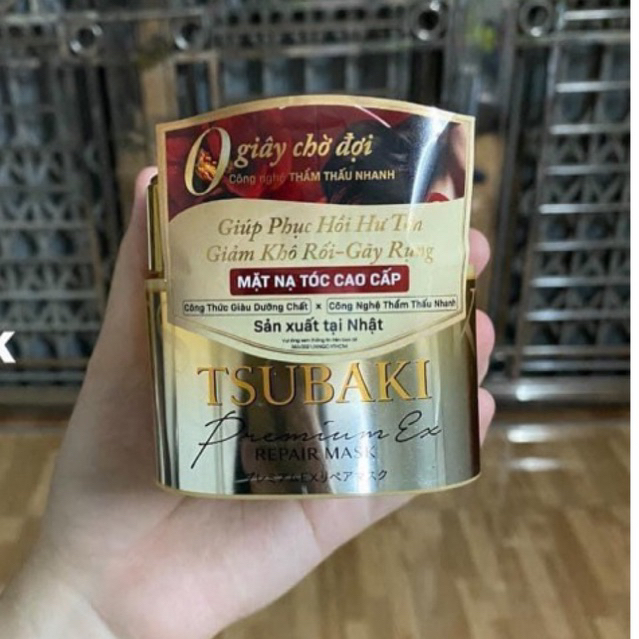 0 giây chờ đợi
Công nghệ THẨM THẤU NHANH
Giúp Phục Hồi Hư Tổn
Giảm Khô Rối-Gãy Rụng
MẶT NẠ TÓC CAO CẤP
Công Thức Giàu Dưỡng Chất × Công Nghệ Thẩm Thấu Nhanh
Sản xuất tại Nhật
TSUBAKI
Premium Ex
REPAIR MASK
プレミアムEXリペアマスク
K